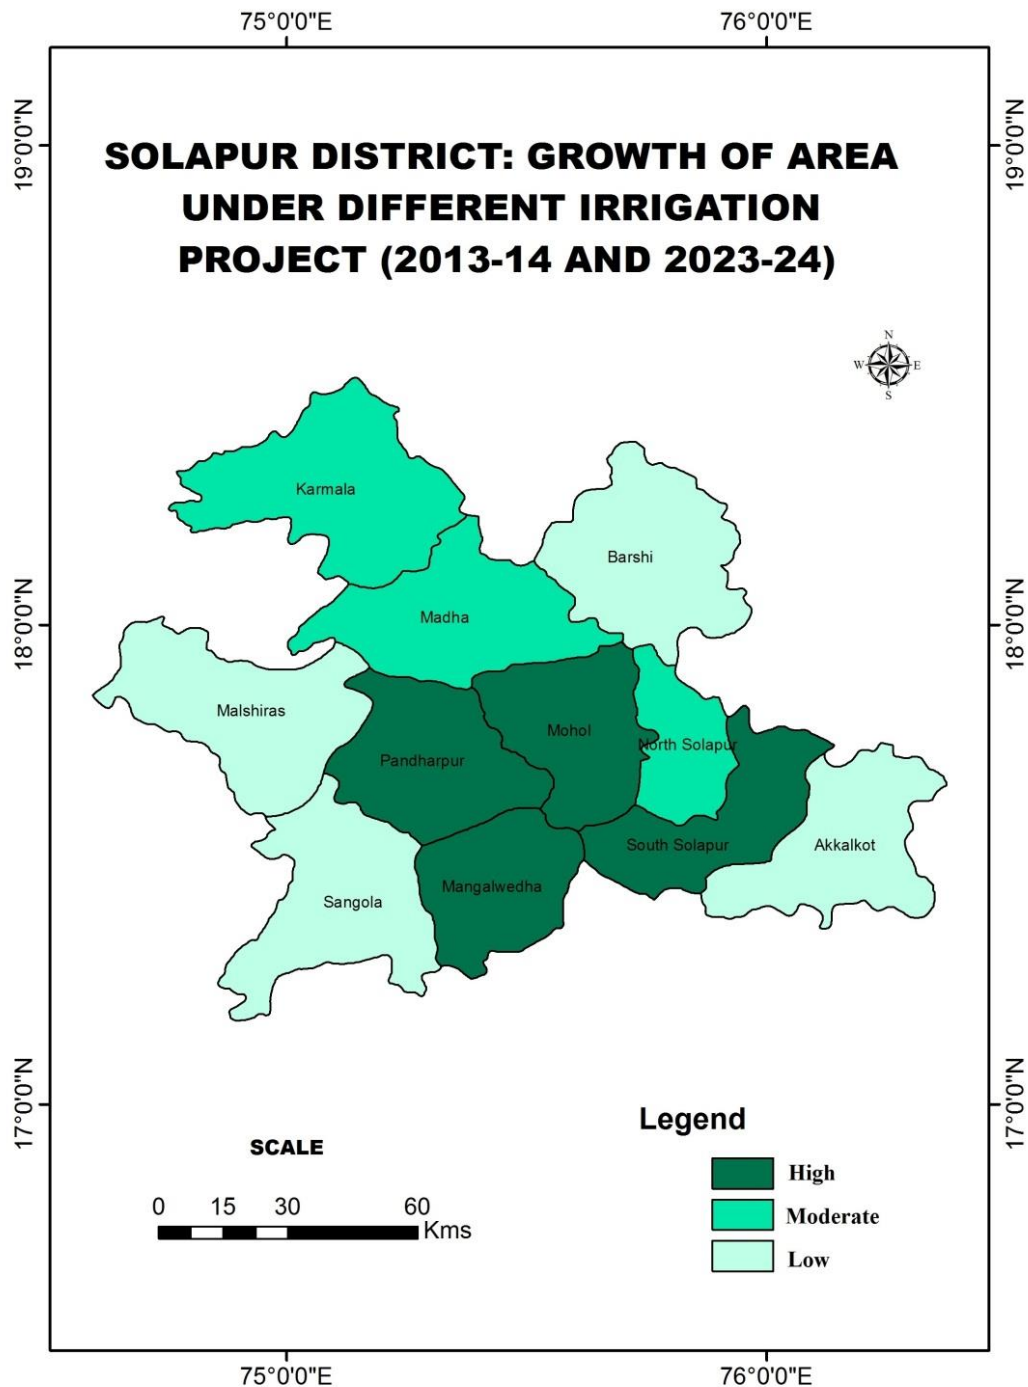 75°0'0"E 76°0'0"E
19°0'0"N 19°0'0"N
SOLAPUR DISTRICT: GROWTH OF AREA
UNDER DIFFERENT IRRIGATION
PROJECT (2013-14 AND 2023-24)
N
W E
S
Karmala
Barshi
Madha
18°0'0"N 18°0'0"N
Malshiras
Mohol
North Solapur
Pandharpur
South Solapur
Akkalkot
Mangalwedha
Sangola
17°0'0"N 17°0'0"N
Legend
SCALE
High
0 15 30 60
Moderate
Kms
Low
75°0'0"E 76°0'0"E